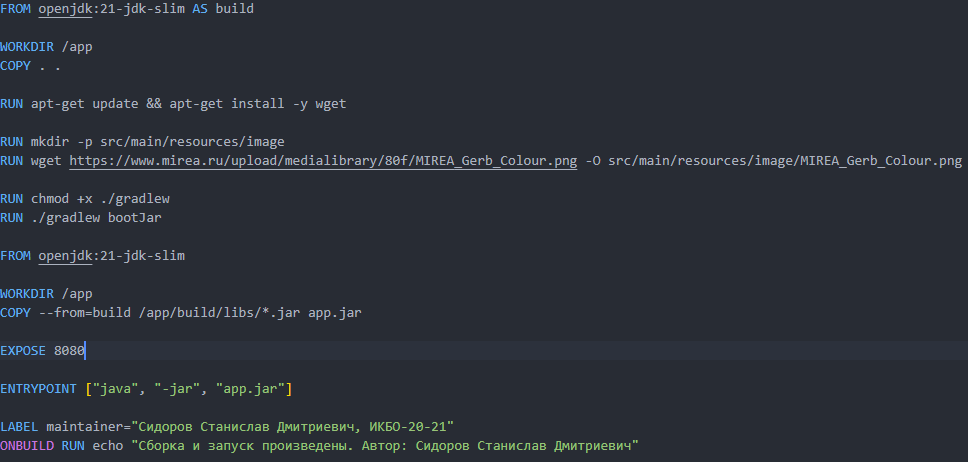 FROM openjdk:21-jdk-slim AS build
WORKDIR /app
COPY . .
RUN apt-get update && apt-get install -y wget
RUN mkdir -p src/main/resources/image
RUN wget https://www.mirea.ru/upload/medialibrary/80f/MIREA_Gerb_Colour.png -O src/main/resources/image/MIREA_Gerb_Colour.png
RUN chmod +x ./gradlew
RUN ./gradlew bootJar
FROM openjdk:21-jdk-slim
WORKDIR /app
COPY --from=build /app/build/libs/*.jar app.jar
EXPOSE 8080
ENTRYPOINT ["java", "-jar", "app.jar"]
LABEL maintainer="Сидоров Станислав Дмитриевич, ИКБО-20-21"
ONBUILD RUN echo "Сборка и запуск произведены. Автор: Сидоров Станислав Дмитриевич"